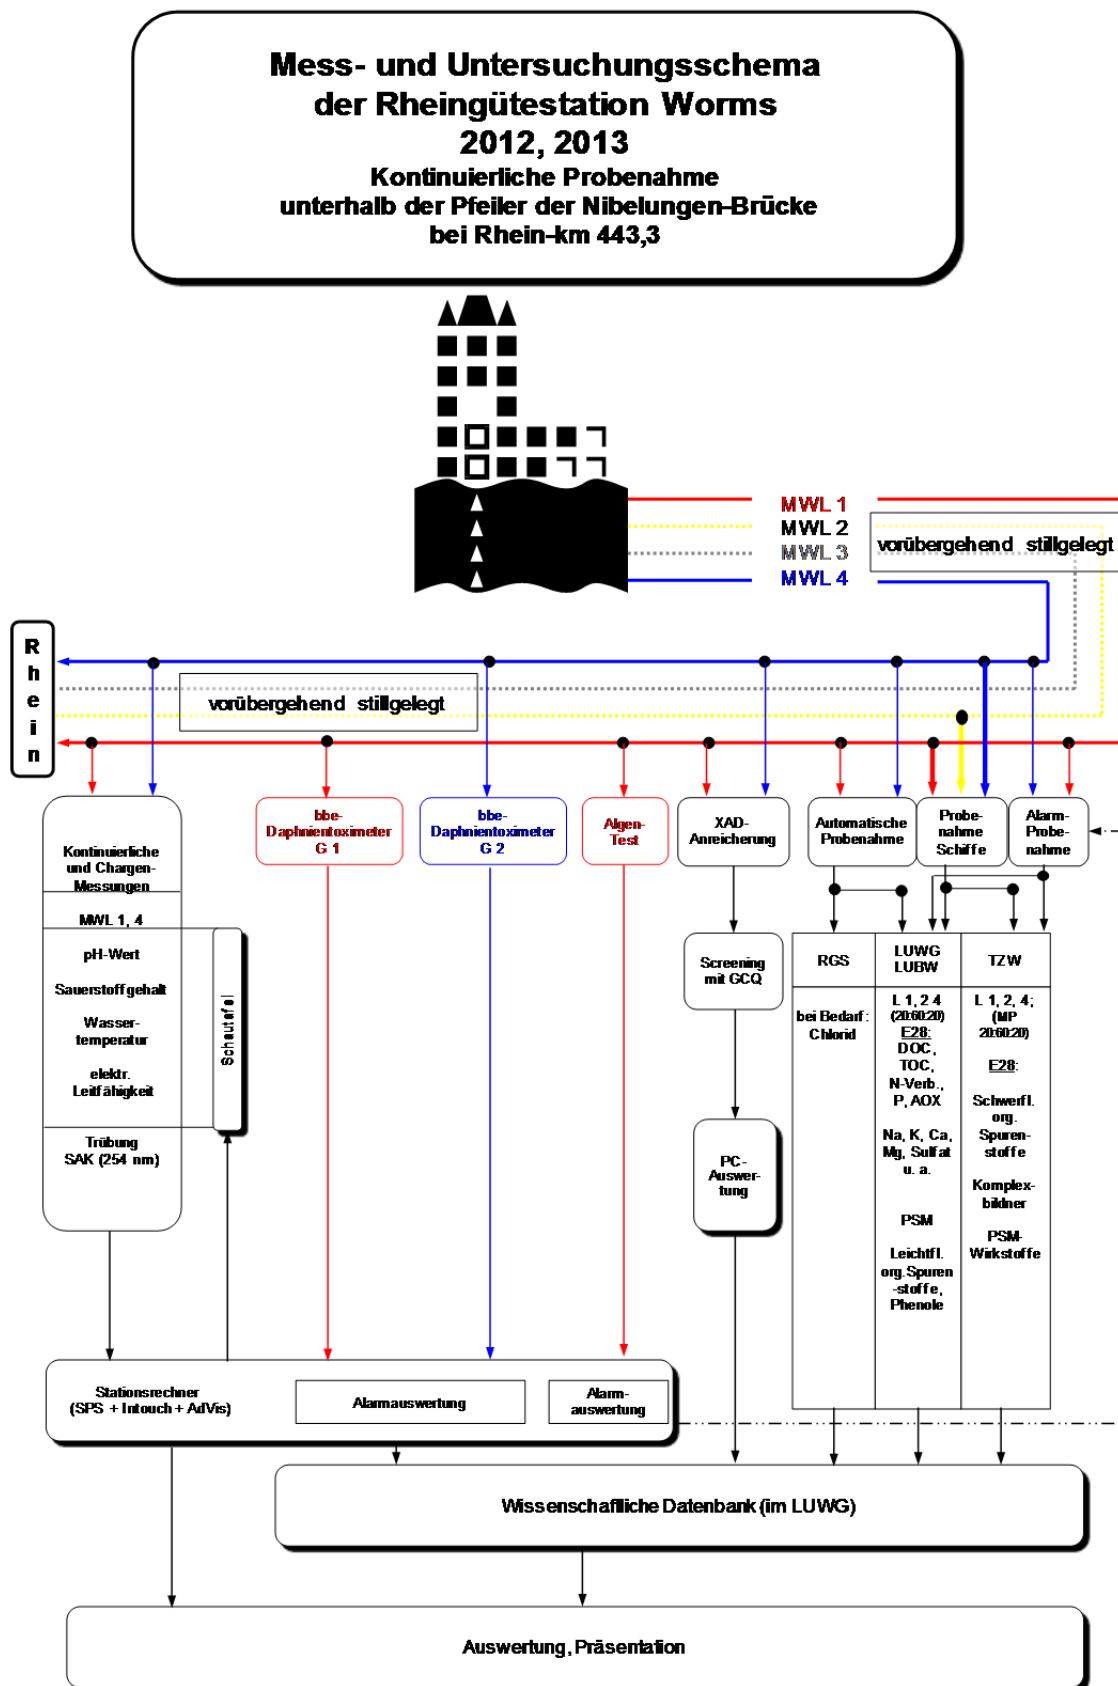 Mess- und Untersuchungsschema
der Rheingütestation Worms
2012, 2013
Kontinuierliche Probenahme
unterhalb der Pfeiler der Nibelungen-Brücke
bei Rhein-km 443,3
MWL 1
MWL 2
MWL 3
MWL 4
vorübergehend stillgelegt
Rhein
vorübergehend stillgelegt
Kontinuierliche
und Chargen-
Messungen
MWL 1, 4
pH-Wert
Sauerstoffgehalt
Wasser-
temperatur
elektr.
Leitfähigkeit
Trübung
SAK (254 nm)
Schautafel
bbe-
Daphnientoximeter
G 1
bbe-
Daphnientoximeter
G 2
Algen-
Test
XAD-
Anreicherung
Automatische
Probenahme
Probe-
nahme
Schiffe
Alarm-
Probe-
nahme
Screening
mit GCQ
PC-
Auswer-
tung
RGS
bei Bedarf:
Chlorid
LUWG
LUBW
L 1, 2 4
(20:60:20)
E28:
DOC,
TOC,
N-Verb.,
P, AOX
Na, K, Ca,
Mg, Sulfat
u. a.
PSM
Leichtfl.
org.Spuren
-stoffe,
Phenole
TZW
L 1, 2, 4;
(MP
20:60:20)
E28:
Schwerfl.
org.
Spuren-
stoffe
Komplex-
bildner
PSM-
Wirkstoffe
Stationsrechner
(SPS + Intouch + AdVis)
Alarmauswertung
Alarm-
auswertung
Wissenschaftliche Datenbank (im LUWG)
Auswertung, Präsentation